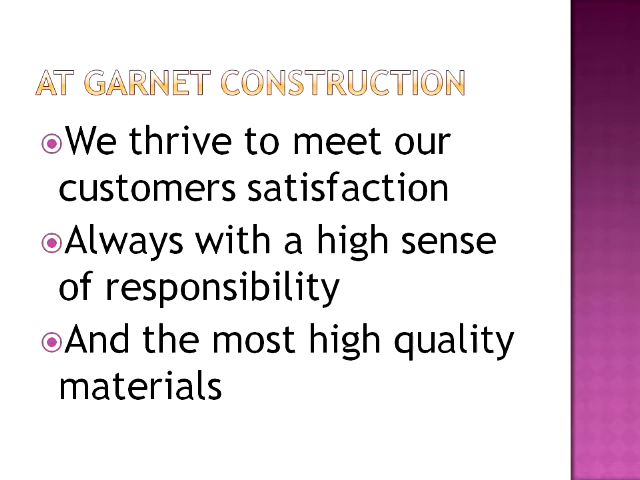 AT GARNET CONSTRUCTION
We thrive to meet our
customers satisfaction
Always with a high sense
of responsibility
And the most high quality
materials